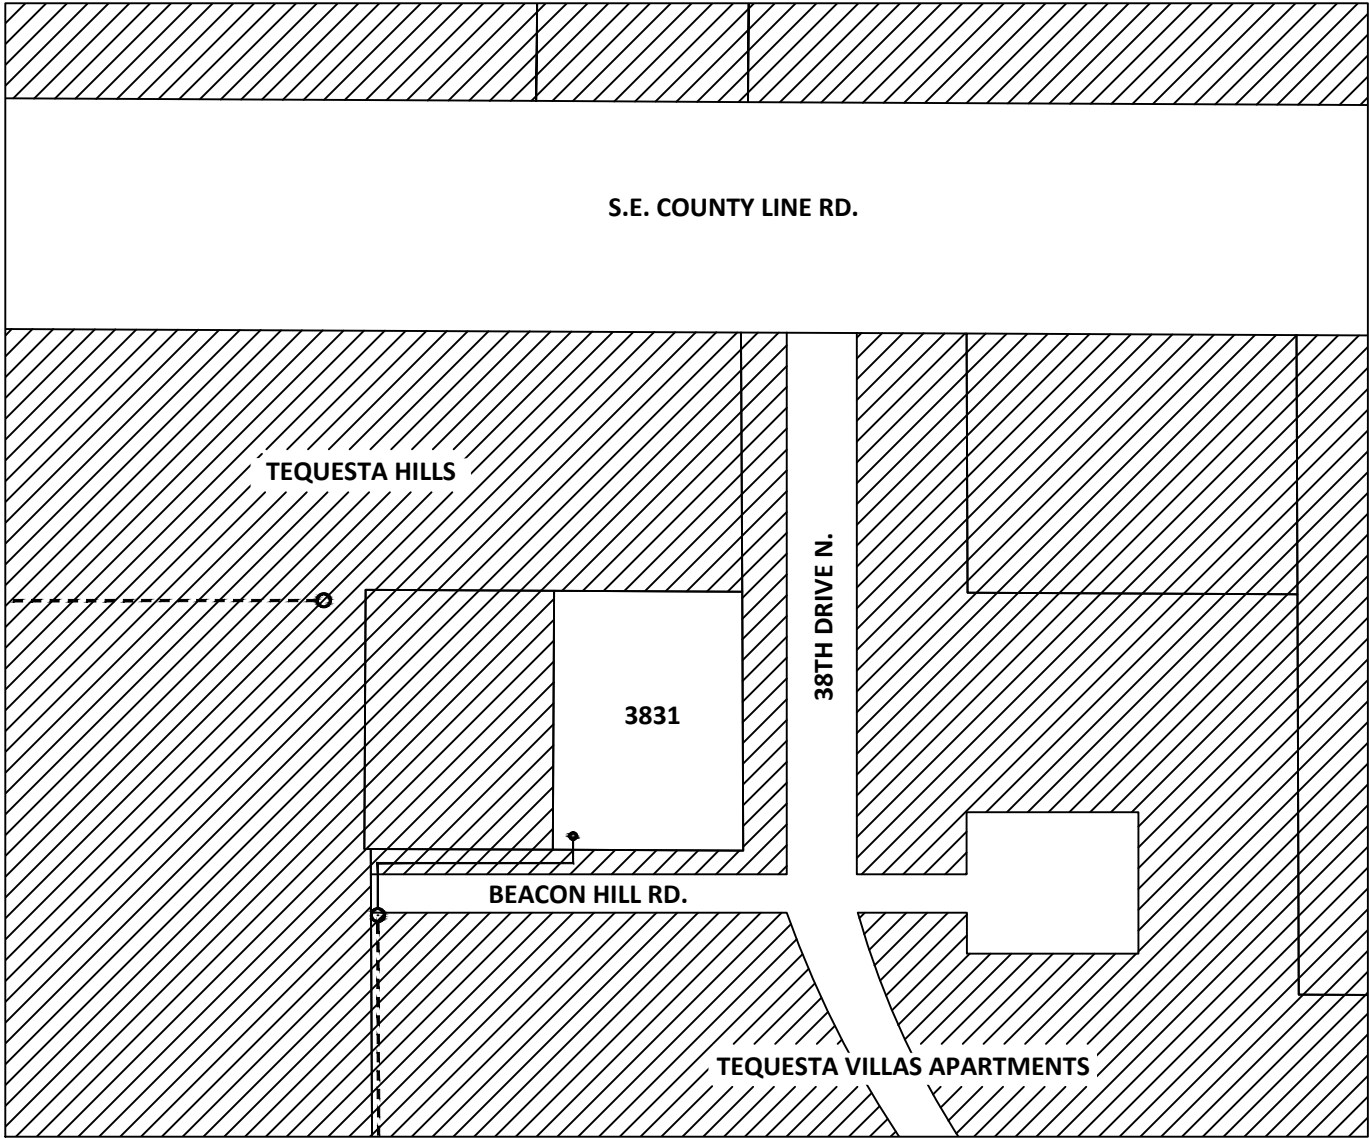 S.E. COUNTY LINE RD.
TEQUESTA HILLS
38TH DRIVE N.
3831
BEACON HILL RD.
TEQUESTA VILLAS APARTMENTS